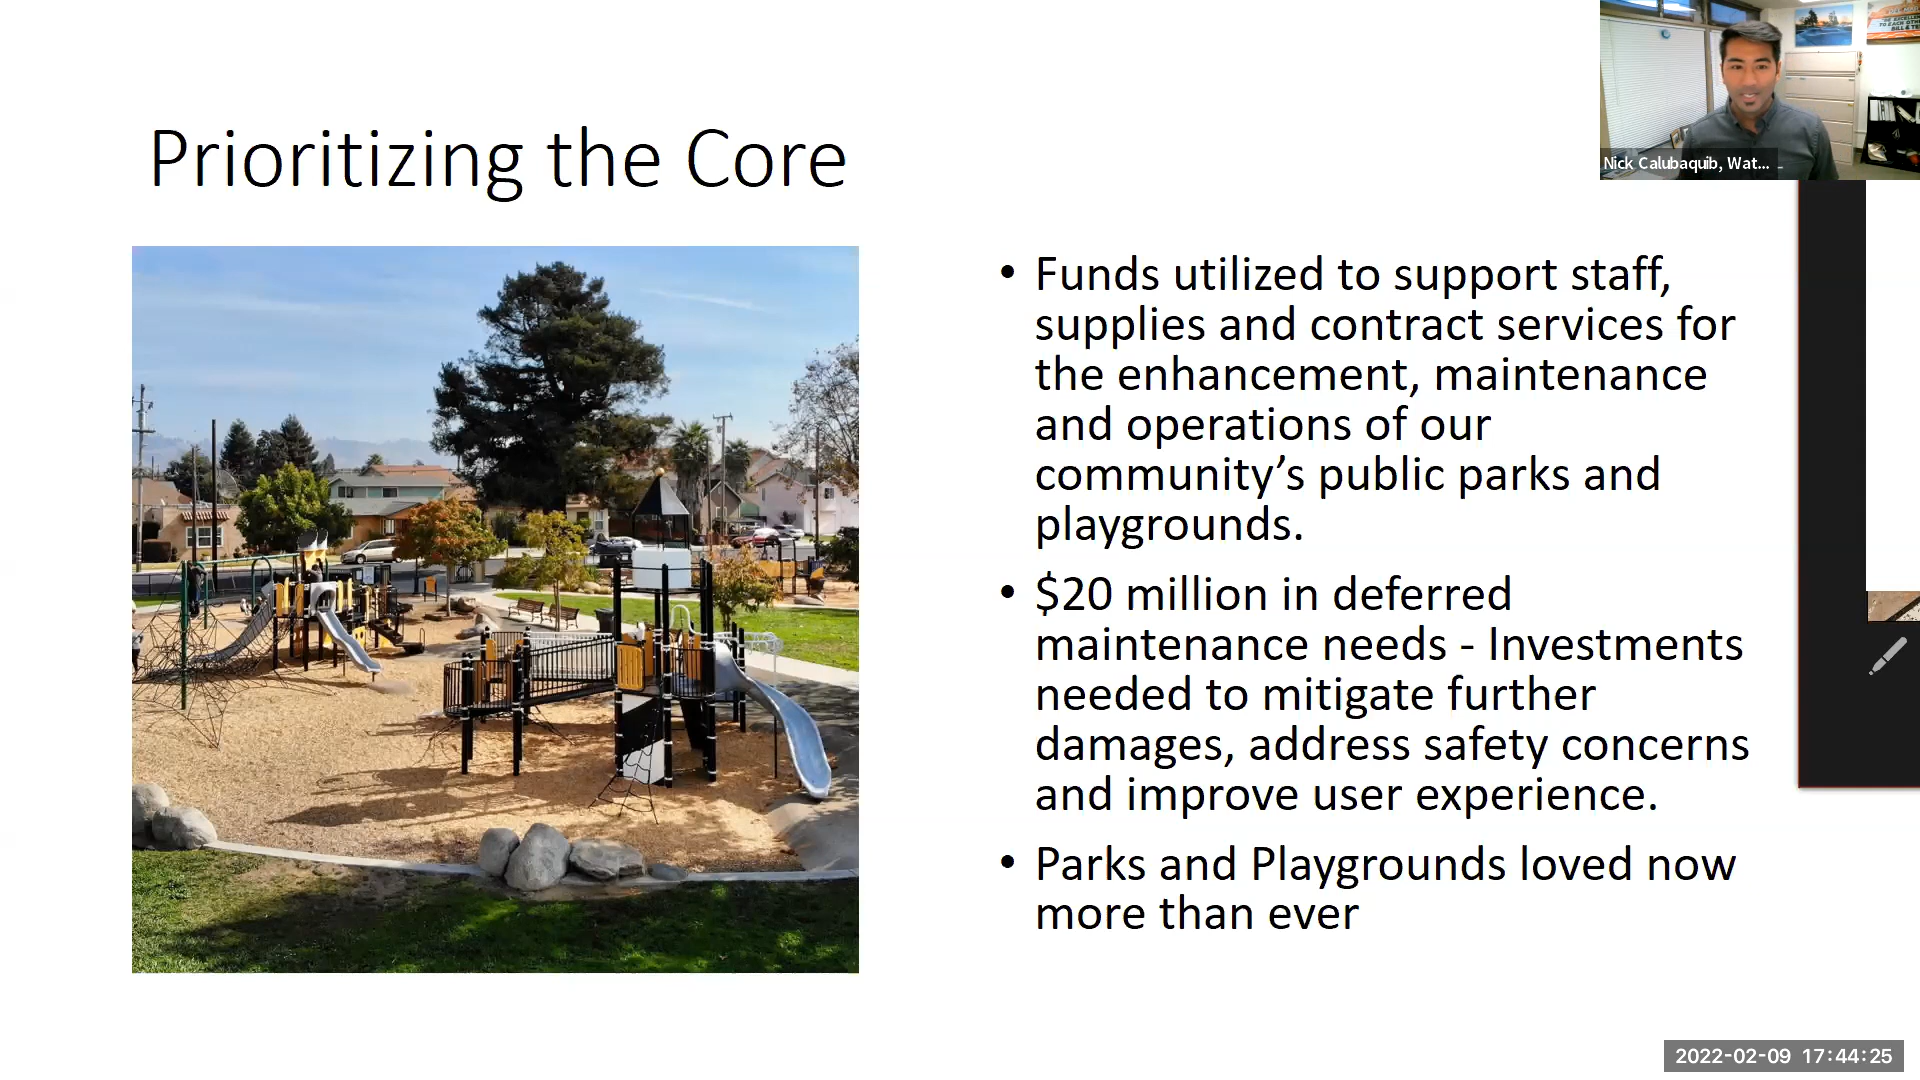 Prioritizing the Core
Nick Calubaquib, Wat...
• Funds utilized to support staff,
supplies and contract services for
the enhancement, maintenance
and operations of our
community’s public parks and
playgrounds.
• $20 million in deferred
maintenance needs - Investments
needed to mitigate further
damages, address safety concerns
and improve user experience.
• Parks and Playgrounds loved now
more than ever
2022-02-09 17:44:25